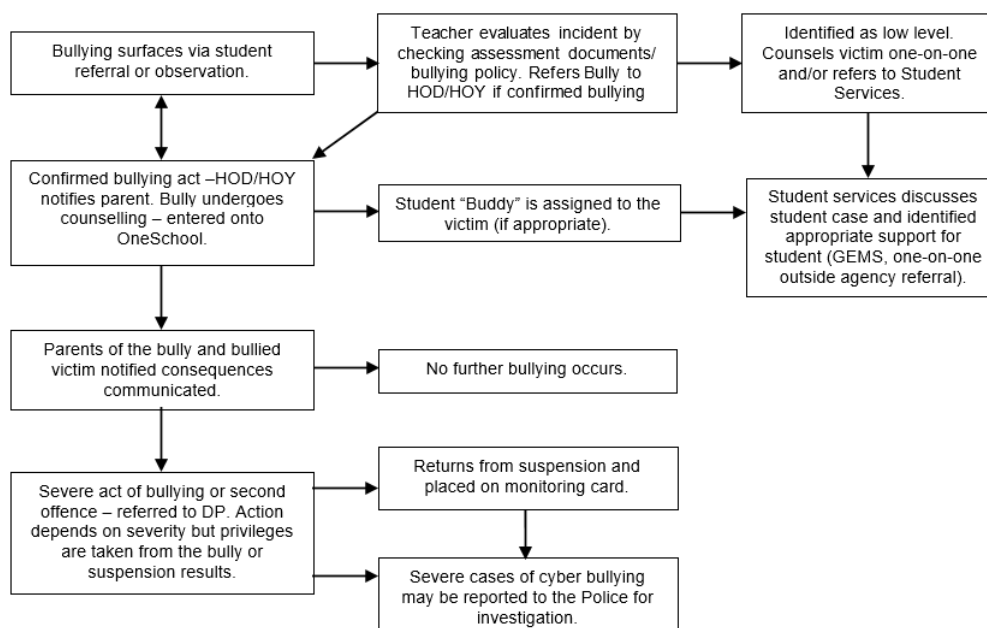 Bullying surfaces via student
referral or observation.
Teacher evaluates incident by
checking assessment documents/
bullying policy. Refers Bully to
HOD/HOY if confirmed bullying
Identified as low level.
Counsels victim one-on-one
and/or refers to Student
Services.
Confirmed bullying act –HOD/HOY
notifies parent. Bully undergoes
counselling – entered onto
OneSchool.
Student “Buddy” is assigned to the
victim (if appropriate).
Student services discusses
student case and identified
appropriate support for
student (GEMS, one-on-one
outside agency referral).
Parents of the bully and bullied
victim notified consequences
communicated.
No further bullying occurs.
Severe act of bullying or second
offence – referred to DP. Action
depends on severity but privileges
are taken from the bully or
suspension results.
Returns from suspension and
placed on monitoring card.
Severe cases of cyber bullying
may be reported to the Police for
investigation.